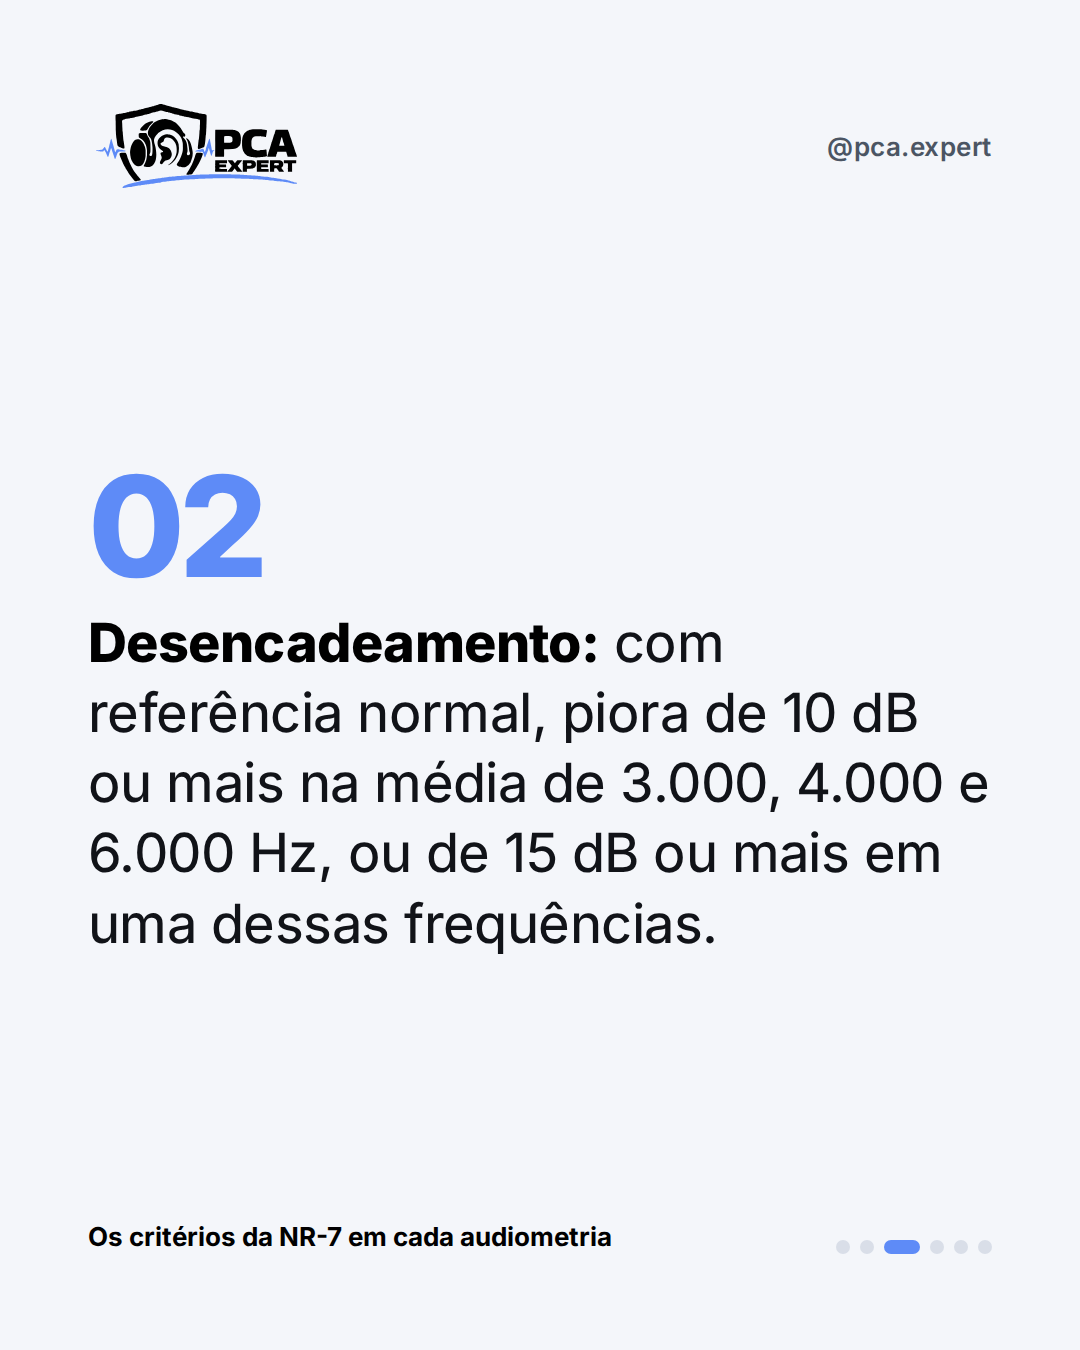 PCA
EXPERT
@pca.expert
02
Desencadeamento: com
referência normal, piora de 10 dB
ou mais na média de 3.000, 4.000 e
6.000 Hz, ou de 15 dB ou mais em
uma dessas frequências.
Os critérios da NR-7 em cada audiometria